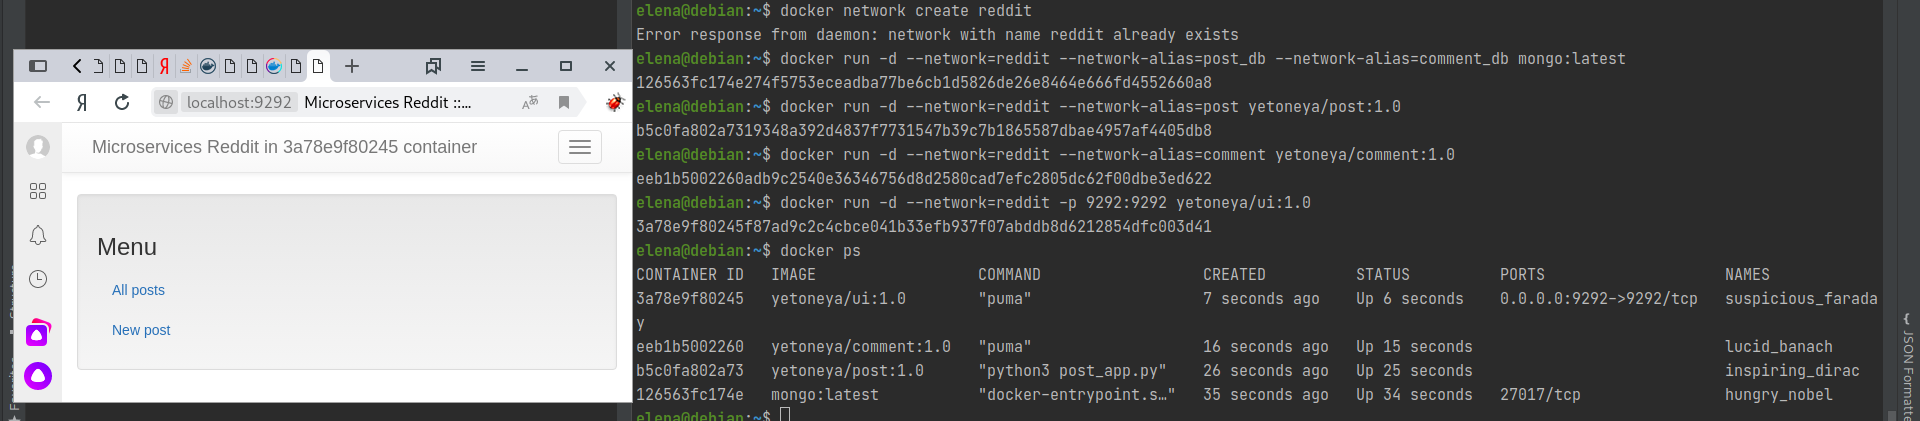 localhost:9292 Microservices Reddit ::...
Microservices Reddit in 3a78e9f80245 container
Menu
All posts
New post
elena@debian:~$ docker network create reddit
Error response from daemon: network with name reddit already exists
elena@debian:~$ docker run -d --network=reddit --network-alias=post_db --network-alias=comment_db mongo:latest
126563fc174e274f5753eceadba77be6cb1d5826de26e8464e666fd4552660a8
elena@debian:~$ docker run -d --network=reddit --network-alias=post yetoneya/post:1.0
b5c0fa802a7319348a392d4837f7731547b39c7b1865587dbae4957af4405db8
elena@debian:~$ docker run -d --network=reddit --network-alias=comment yetoneya/comment:1.0
eeb1b5002260adb9c2540e36346756d8d2580cad7efc2805dc62f00dbe3ed622
elena@debian:~$ docker run -d --network=reddit -p 9292:9292 yetoneya/ui:1.0
3a78e9f80245f87ad9c2c4cbce041b33efb937f07abddb8d6212854dfc003d41
elena@debian:~$ docker ps
CONTAINER ID IMAGE COMMAND CREATED STATUS PORTS NAMES
3a78e9f80245 yetoneya/ui:1.0 "puma" 7 seconds ago Up 6 seconds 0.0.0.0:9292->9292/tcp suspicious_farada
y
eeb1b5002260 yetoneya/comment:1.0 "puma" 16 seconds ago Up 15 seconds lucid_banach
b5c0fa802a73 yetoneya/post:1.0 "python3 post_app.py" 26 seconds ago Up 25 seconds inspiring_dirac
126563fc174e mongo:latest "docker-entrypoint.s…" 35 seconds ago Up 34 seconds 27017/tcp hungry_nobel
elena@debian:~$
JSON Formatte